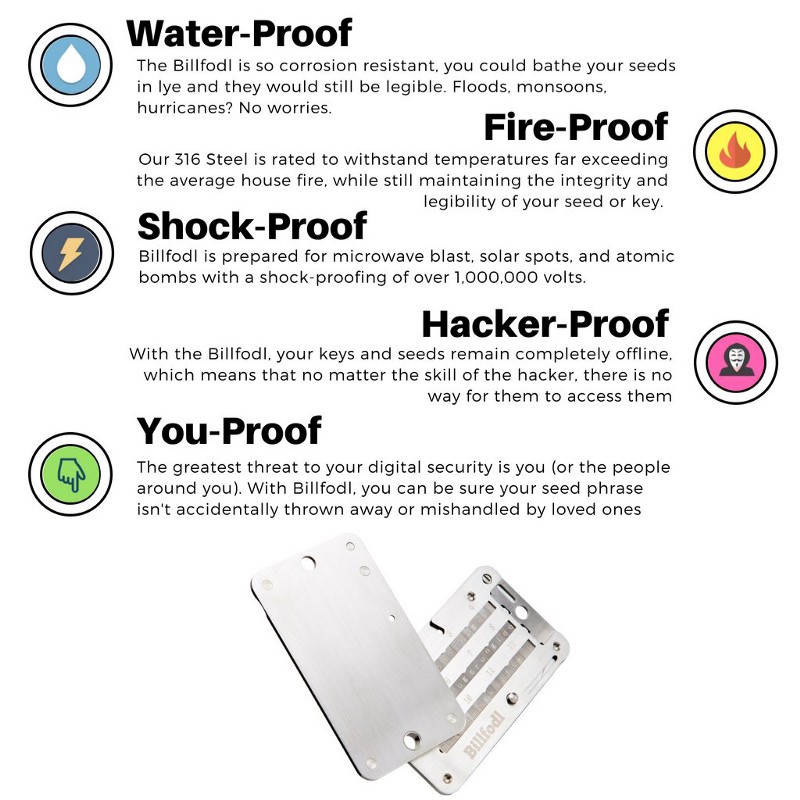 Water-Proof
The Billfodl is so corrosion resistant, you could bathe your seeds
in lye and they would still be legible. Floods, monsoons,
hurricanes? No worries.
Fire-Proof
Our 316 Steel is rated to withstand temperatures far exceeding
the average house fire, while still maintaining the integrity and
legibility of your seed or key.
Shock-Proof
Billfodl is prepared for microwave blast, solar spots, and atomic
bombs with a shock-proofing of over 1,000,000 volts.
Hacker-Proof
With the Billfodl, your keys and seeds remain completely offline,
which means that no matter the skill of the hacker, there is no
way for them to access them
You-Proof
The greatest threat to your digital security is you (or the people
around you). With Billfodl, you can be sure your seed phrase
isn't accidentally thrown away or mishandled by loved ones
Billfodl